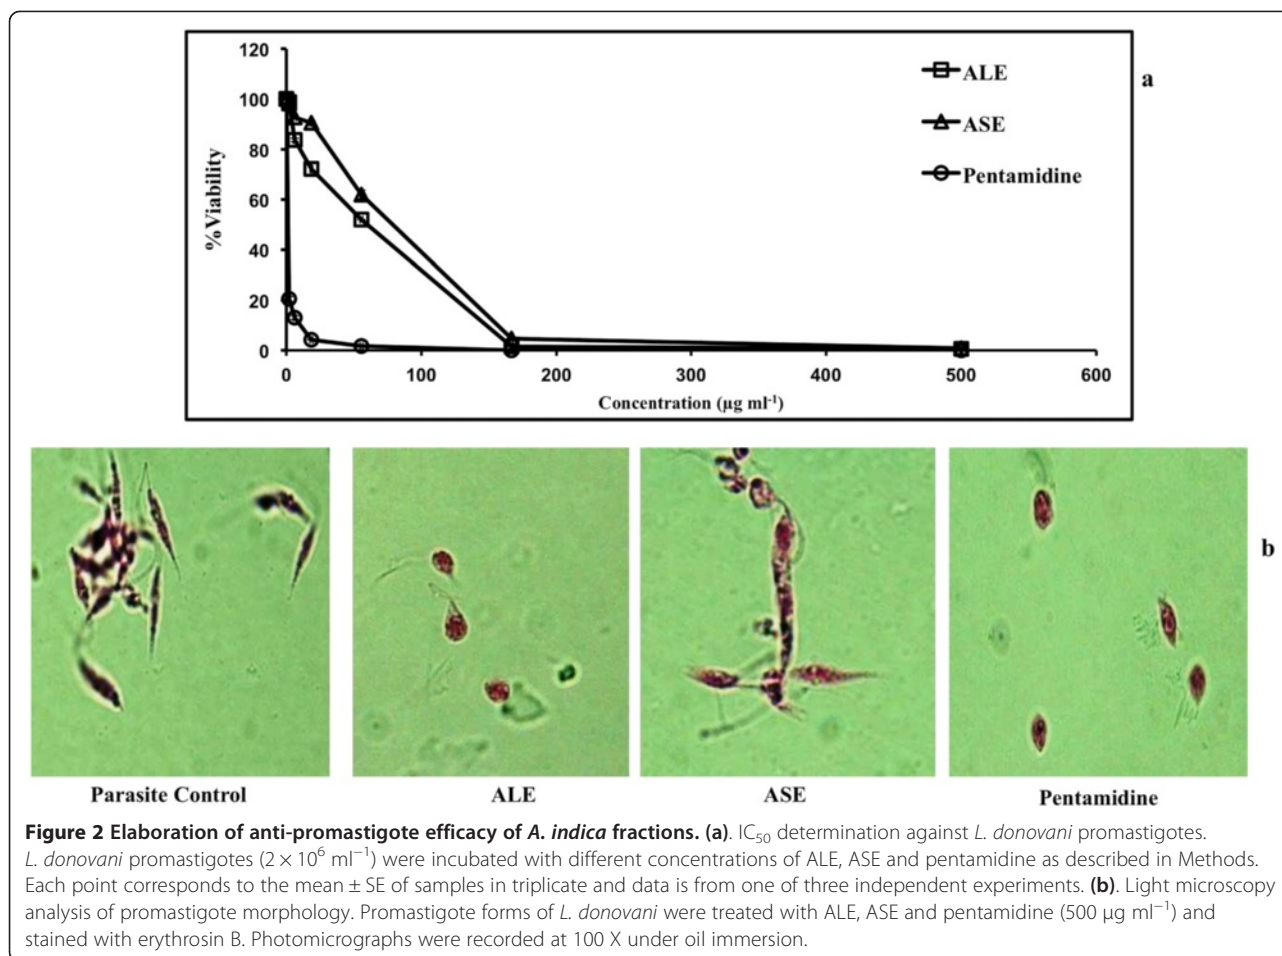 120
100
80
60
40
20
0
%Viability
0 100 200 300 400 500 600
Concentration (µg ml⁻¹)
ALE
ASE
Pentamidine
a
b
Parasite Control ALE ASE Pentamidine
Figure 2 Elaboration of anti-promastigote efficacy of A. indica fractions. (a). IC₅₀ determination against L. donovani promastigotes.
L. donovani promastigotes (2 × 10⁶ ml⁻¹) were incubated with different concentrations of ALE, ASE and pentamidine as described in Methods.
Each point corresponds to the mean ± SE of samples in triplicate and data is from one of three independent experiments. (b). Light microscopy
analysis of promastigote morphology. Promastigote forms of L. donovani were treated with ALE, ASE and pentamidine (500 µg ml⁻¹) and
stained with erythrosin B. Photomicrographs were recorded at 100 X under oil immersion.